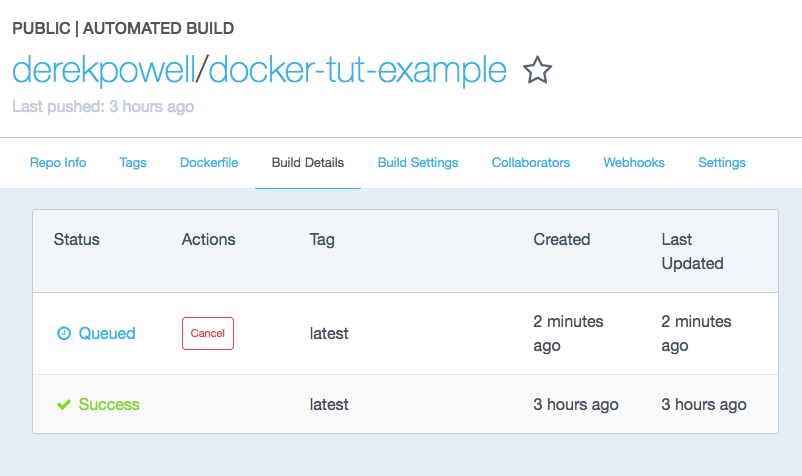 PUBLIC | AUTOMATED BUILD
derekpowell/docker-tut-example
Last pushed: 3 hours ago
Repo Info Tags Dockerfile Build Details Build Settings Collaborators Webhooks Settings
Status Actions Tag Created Last
Updated
Queued Cancel latest 2 minutes
ago 2 minutes
ago
Success latest 3 hours ago 3 hours ago